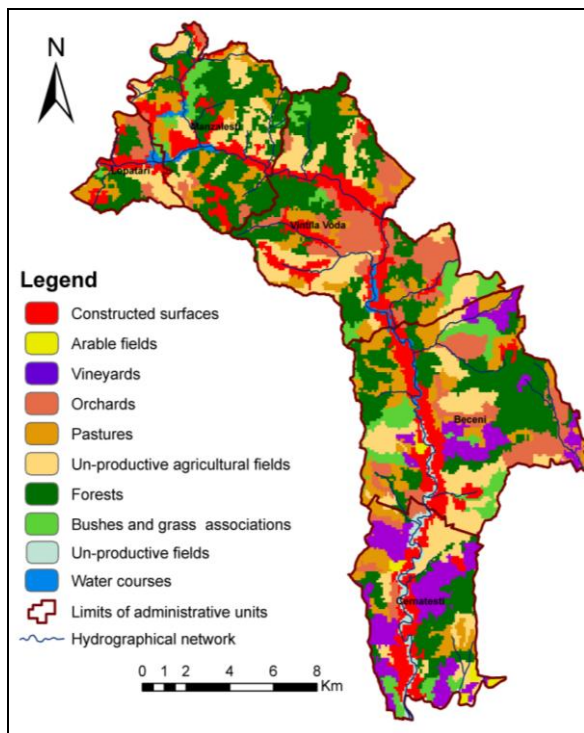 N
Manzalesti
Lopatari
Vintila Voda
Legend
Constructed surfaces
Arable fields
Vineyards
Orchards
Pastures
Un-productive agricultural fields
Forests
Bushes and grass associations
Un-productive fields
Water courses
Limits of administrative units
Hydrographical network
Beceni
Cernatesti
0 1 2 4 6 8
Km